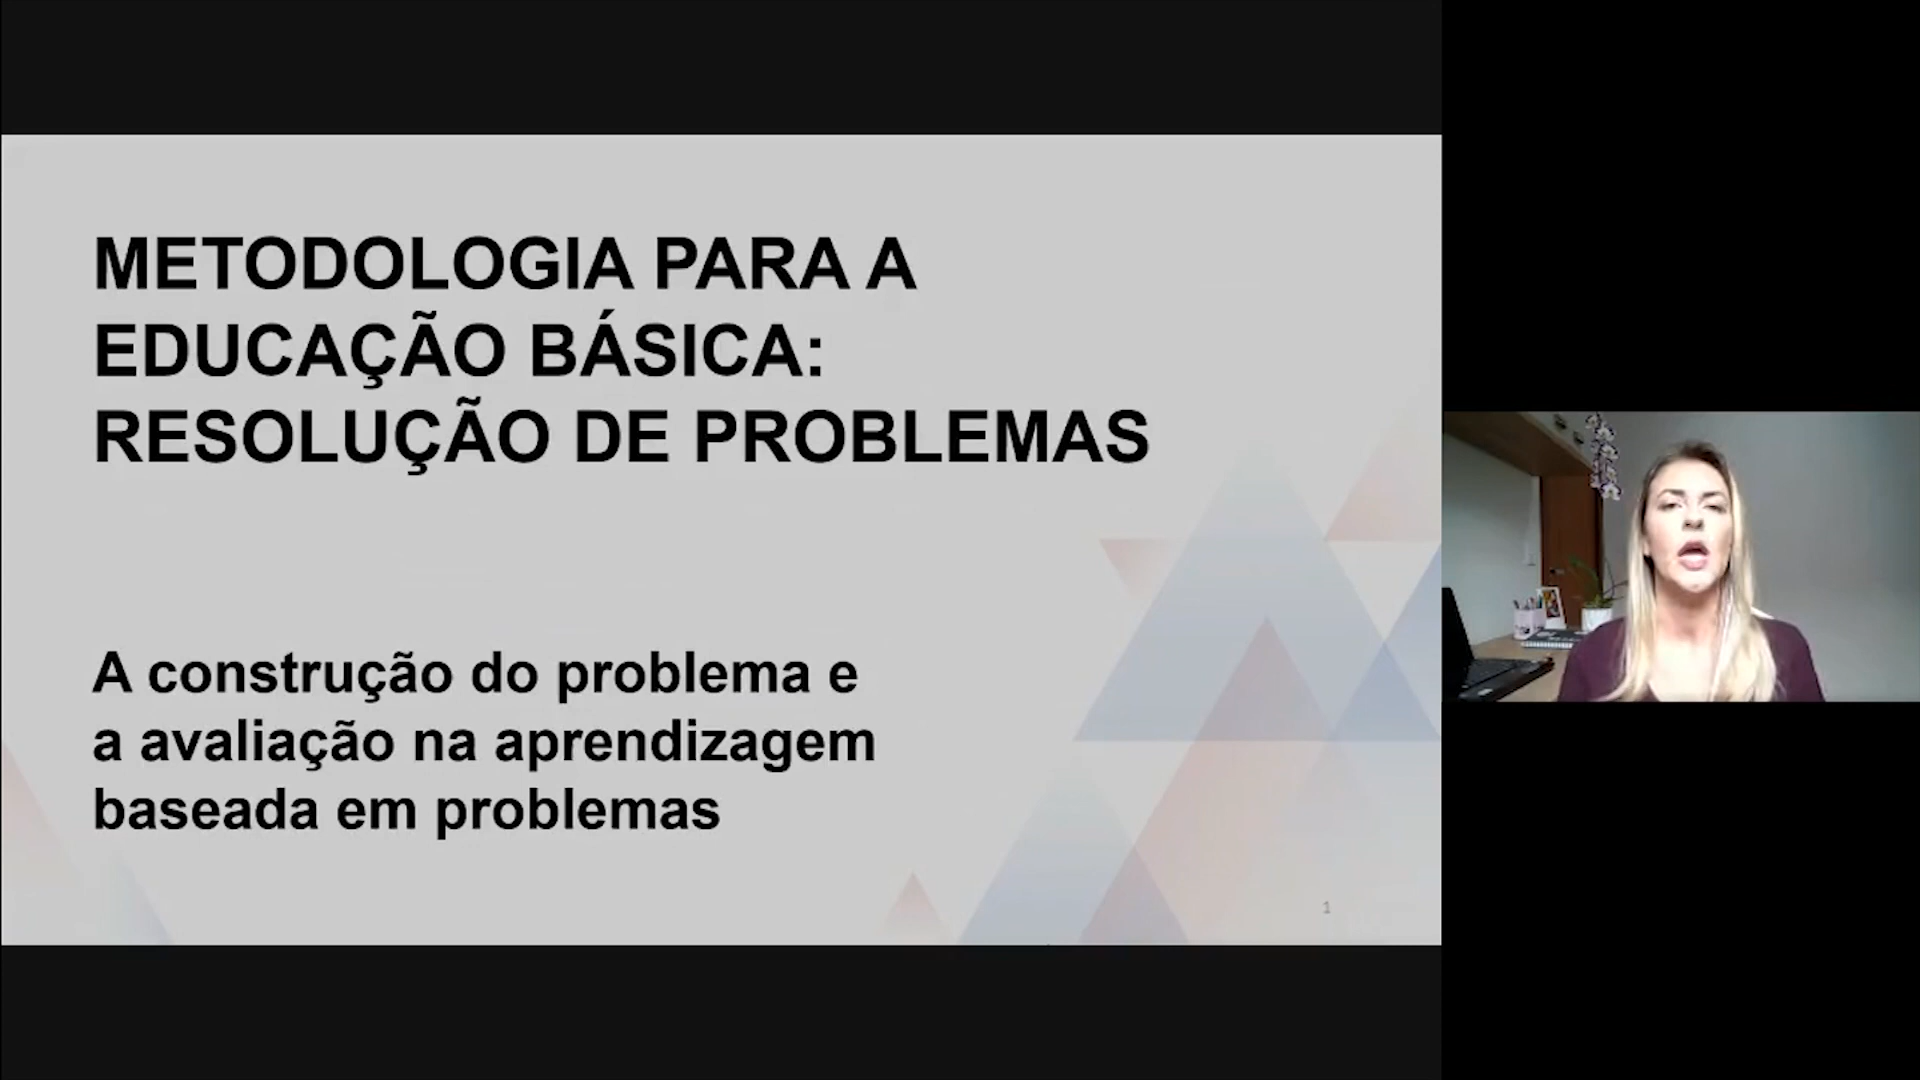 METODOLOGIA PARA A
EDUCAÇÃO BÁSICA:
RESOLUÇÃO DE PROBLEMAS
A construção do problema e
a avaliação na aprendizagem
baseada em problemas
1